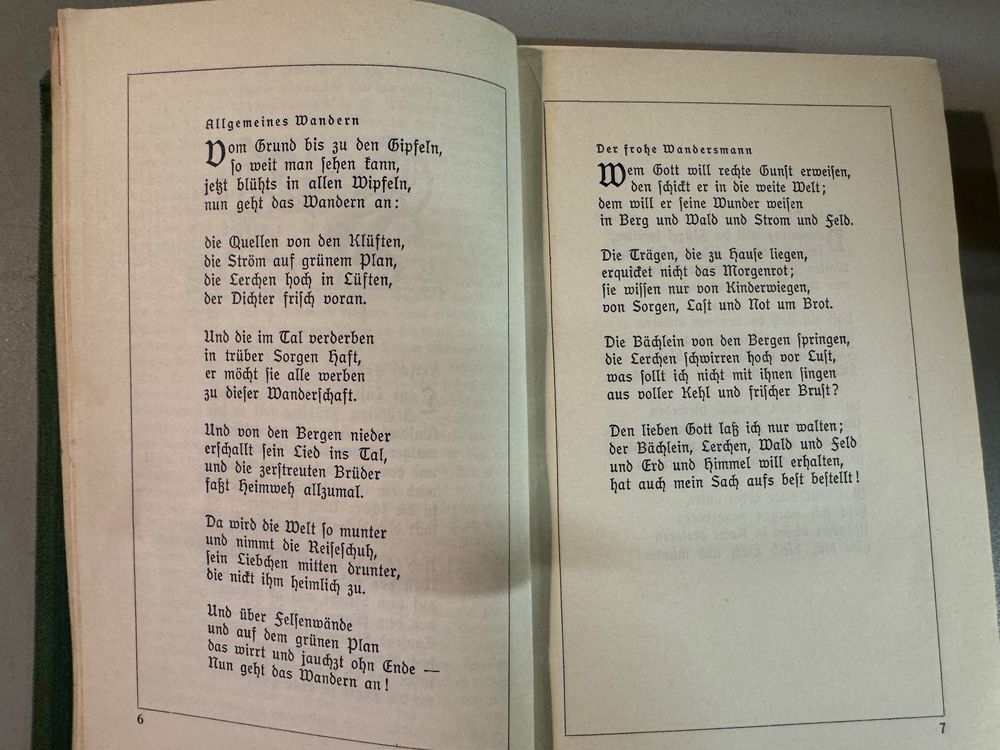 Allgemeines Wandern
Vom Grund bis zu den Gipfeln,
so weit man sehen kann,
jetzt blühts in allen Wipfeln,
nun geht das Wandern an:
die Quellen von den Klüften,
die Ström auf grünem Plan,
die Lerchen hoch in Lüften,
der Dichter frisch voran.
Und die im Tal verderben
in trüber Sorgen Haft,
er möcht sie alle werben
zu dieser Wanderschaft.
Und von den Bergen nieder
erschallt sein Lied ins Tal,
und die zerstreuten Brüder
faßt Heimweh allzumal.
Da wird die Welt so munter
und nimmt die Reiseschuh,
sein Liebchen mitten drunter,
die nickt ihm heimlich zu.
Und über Felsenwände
und auf dem grünen Plan
das wirrt und jauchzt ohn Ende —
Nun geht das Wandern an!
6
Der frohe Wandersmann
Wem Gott will rechte Gunst erweisen,
den schickt er in die weite Welt;
dem will er seine Wunder weisen
in Berg und Wald und Strom und Feld.
Die Trägen, die zu Hause liegen,
erquicket nicht das Morgenrot;
sie wissen nur von Kinderwiegen,
von Sorgen, Last und Not um Brot.
Die Bächlein von den Bergen springen,
die Lerchen schwirren hoch vor Lust,
was sollt ich nicht mit ihnen singen
aus voller Kehl und frischer Brust?
Den lieben Gott laß ich nur walten;
der Bächlein, Lerchen, Wald und Feld
und Erd und Himmel will erhalten,
hat auch mein Sach aufs best bestellt!
7